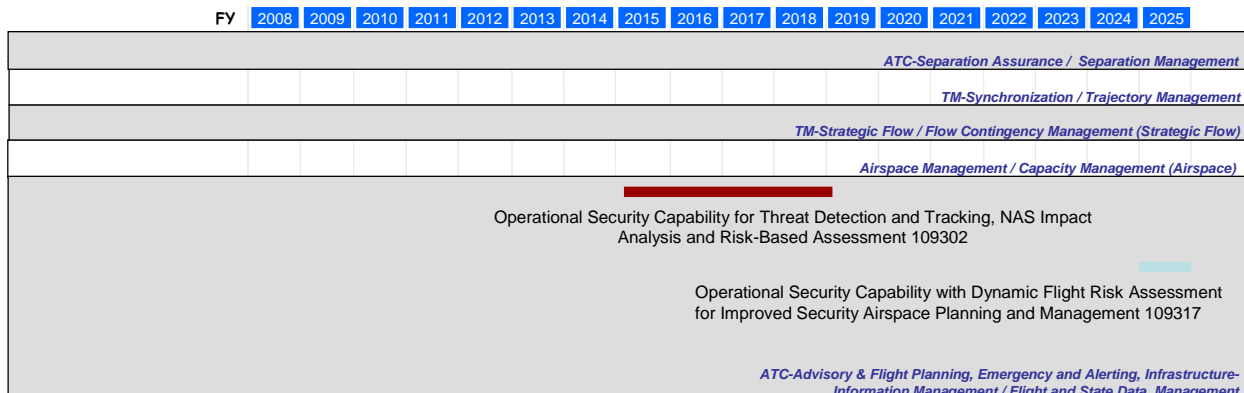 FY 2008 2009 2010 2011 2012 2013 2014 2015 2016 2017 2018 2019 2020 2021 2022 2023 2024 2025
ATC-Separation Assurance / Separation Management
TM-Synchronization / Trajectory Management
TM-Strategic Flow / Flow Contingency Management (Strategic Flow)
Airspace Management / Capacity Management (Airspace)
Operational Security Capability for Threat Detection and Tracking, NAS Impact
Analysis and Risk-Based Assessment 109302
Operational Security Capability with Dynamic Flight Risk Assessment
for Improved Security Airspace Planning and Management 109317
ATC-Advisory & Flight Planning, Emergency and Alerting, Infrastructure-
Information Management / Flight and State Data Management